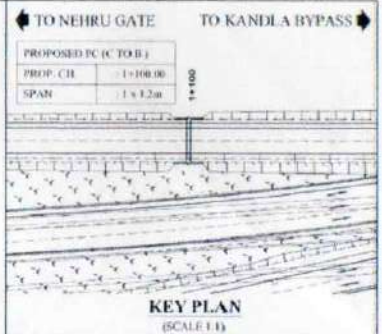 TO NEHRU GATE TO KANDLA BYPASS
PROPOSED PC (C TO B)
PROP. CH. : 1+100.00
SPAN : 1 x 1.2m
1+100
KEY PLAN
(SCALE 1:1)